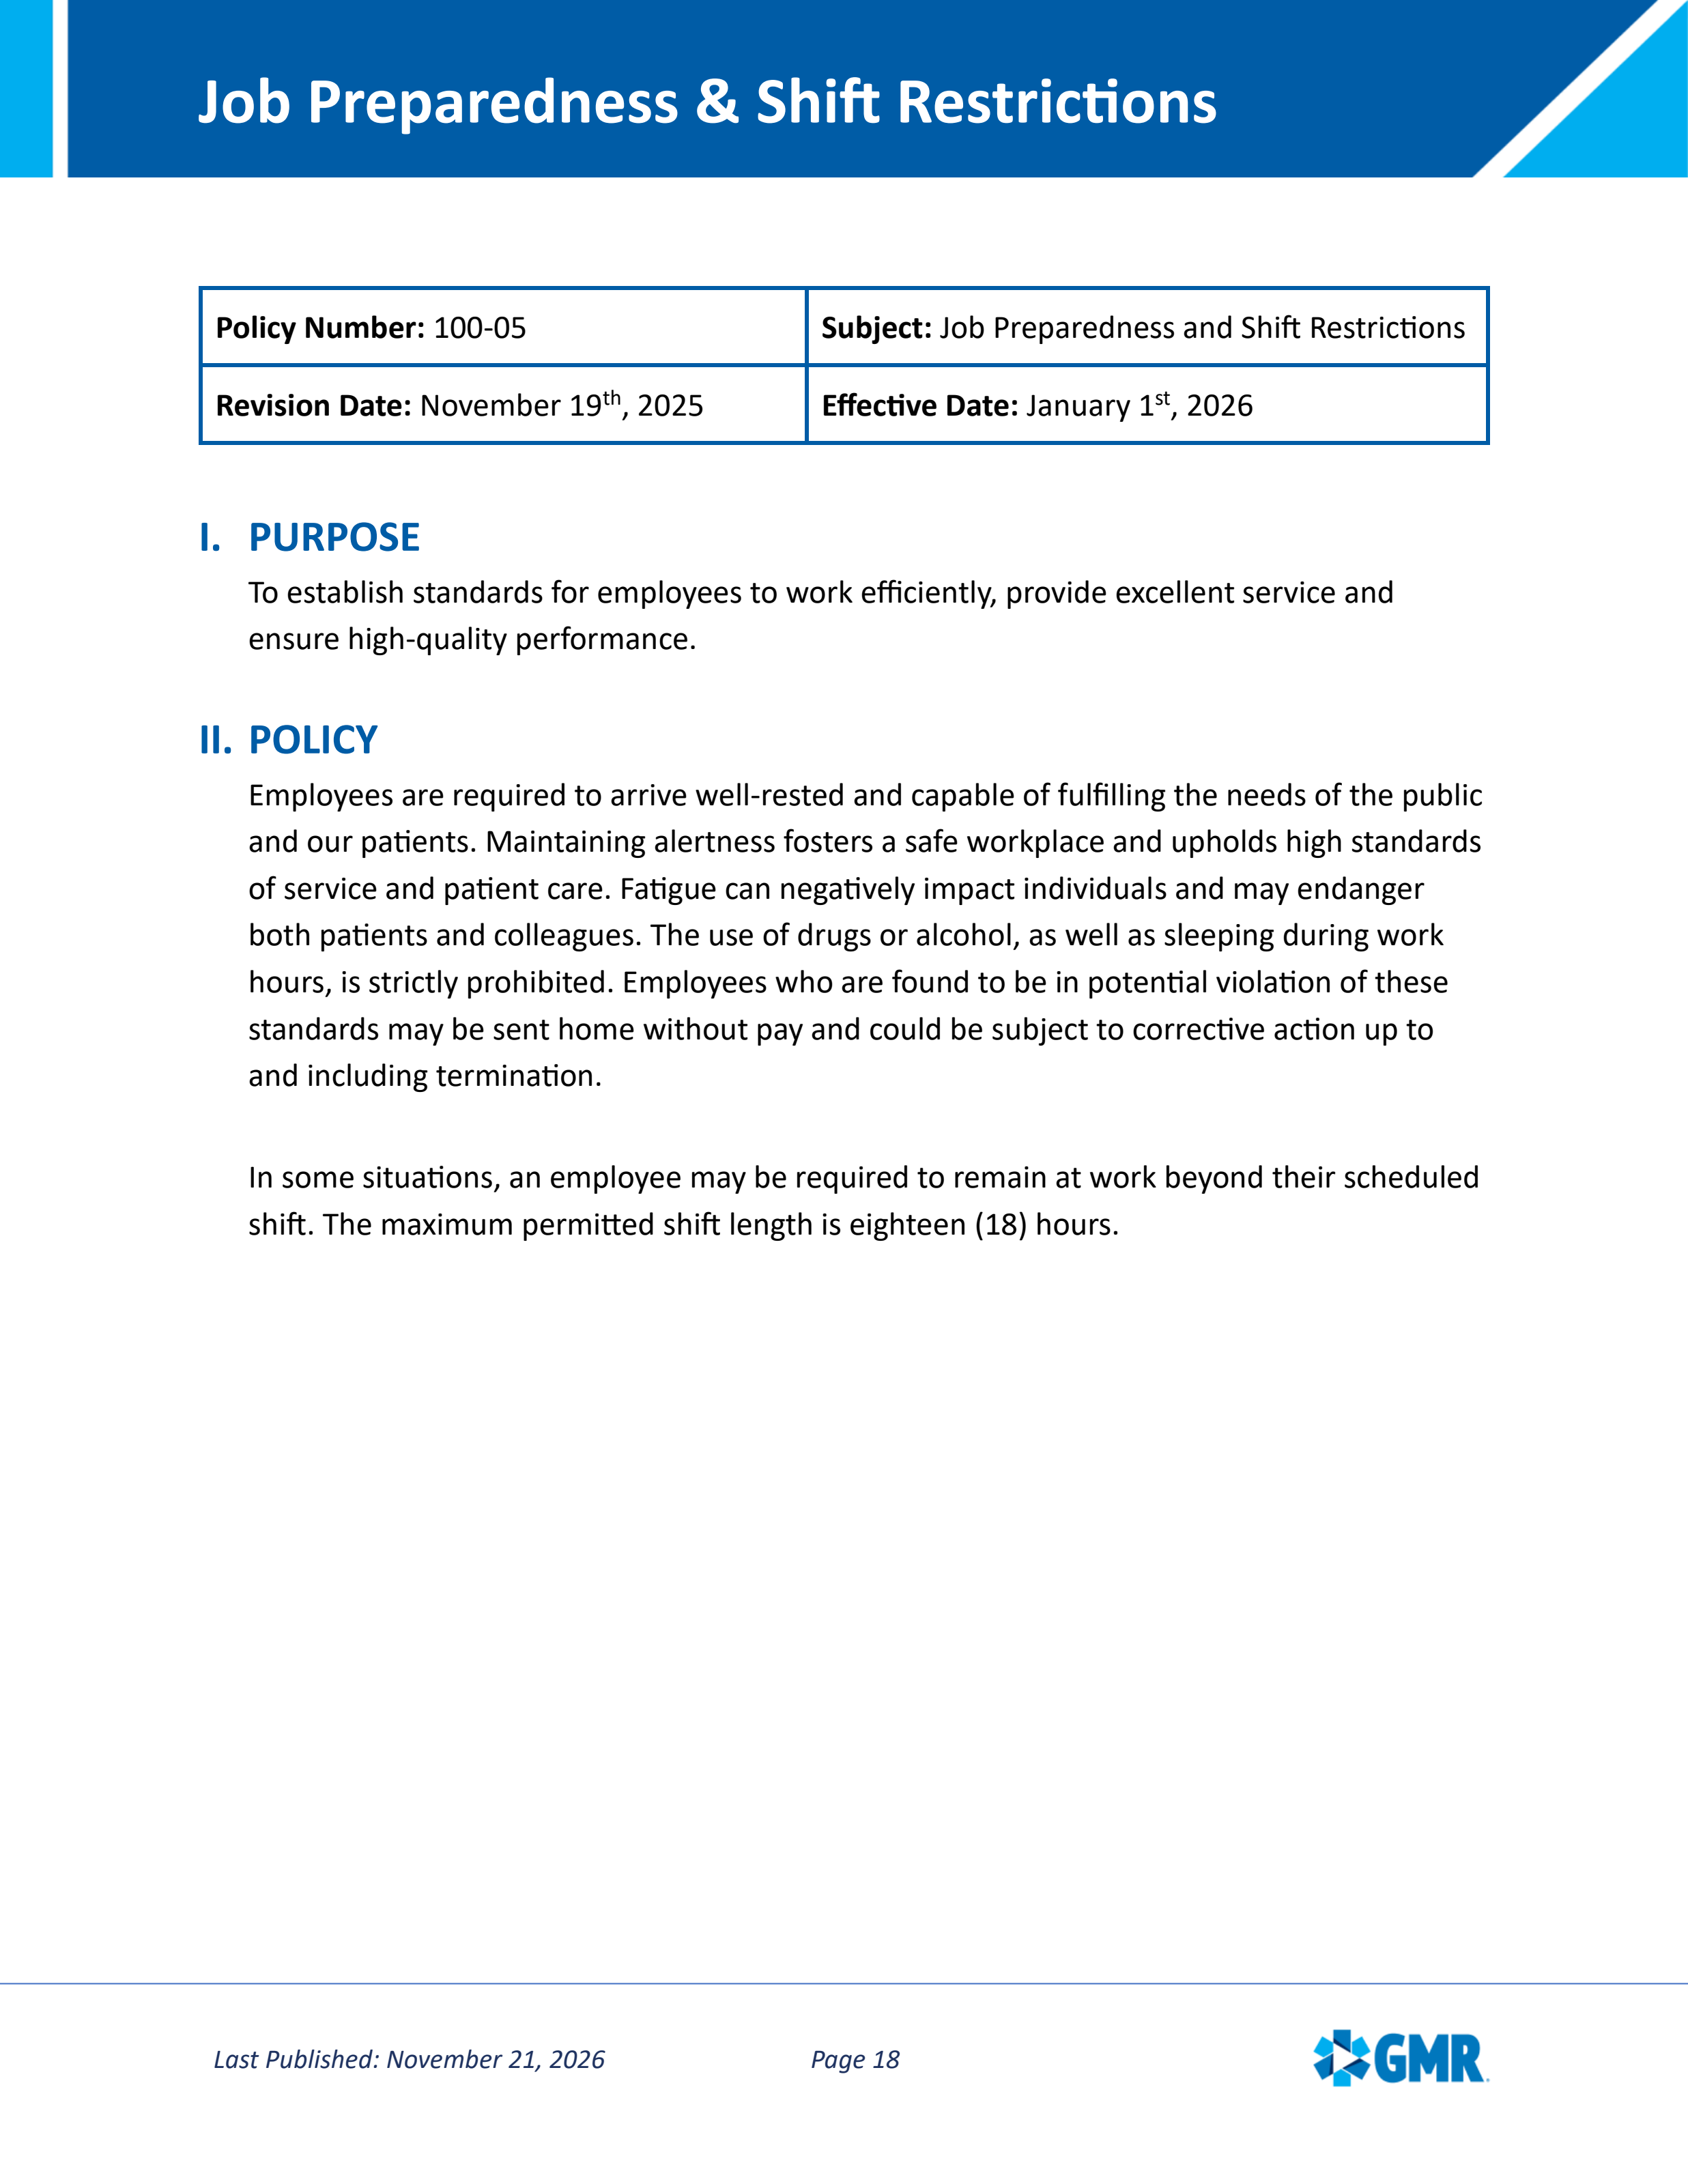 Job Preparedness & Shift Restrictions
Policy Number: 100-05
Subject: Job Preparedness and Shift Restrictions
Revision Date: November 19th, 2025
Effective Date: January 1st, 2026
I. PURPOSE
To establish standards for employees to work efficiently, provide excellent service and
ensure high-quality performance.
II. POLICY
Employees are required to arrive well-rested and capable of fulfilling the needs of the public
and our patients. Maintaining alertness fosters a safe workplace and upholds high standards
of service and patient care. Fatigue can negatively impact individuals and may endanger
both patients and colleagues. The use of drugs or alcohol, as well as sleeping during work
hours, is strictly prohibited. Employees who are found to be in potential violation of these
standards may be sent home without pay and could be subject to corrective action up to
and including termination.
In some situations, an employee may be required to remain at work beyond their scheduled
shift. The maximum permitted shift length is eighteen (18) hours.
Last Published: November 21, 2026
Page 18
GMR